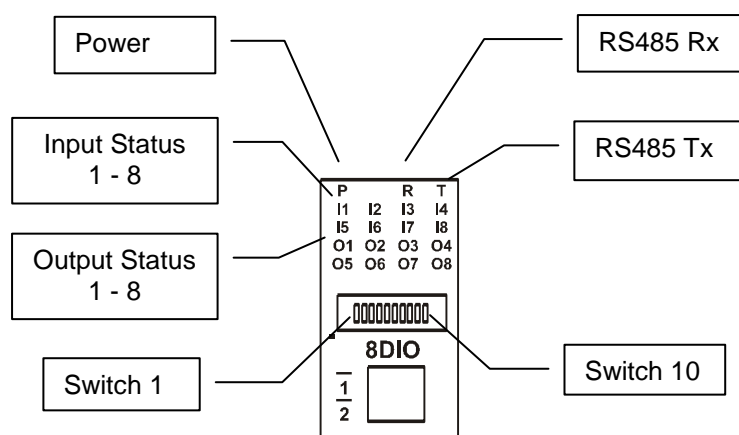 Power
RS485 Rx
Input Status
1 - 8
RS485 Tx
P R T
I1 I2 I3 I4
I5 I6 I7 I8
O1 O2 O3 O4
O5 O6 O7 O8
Output Status
1 - 8
8DIO
Switch 1
Switch 10
1
2